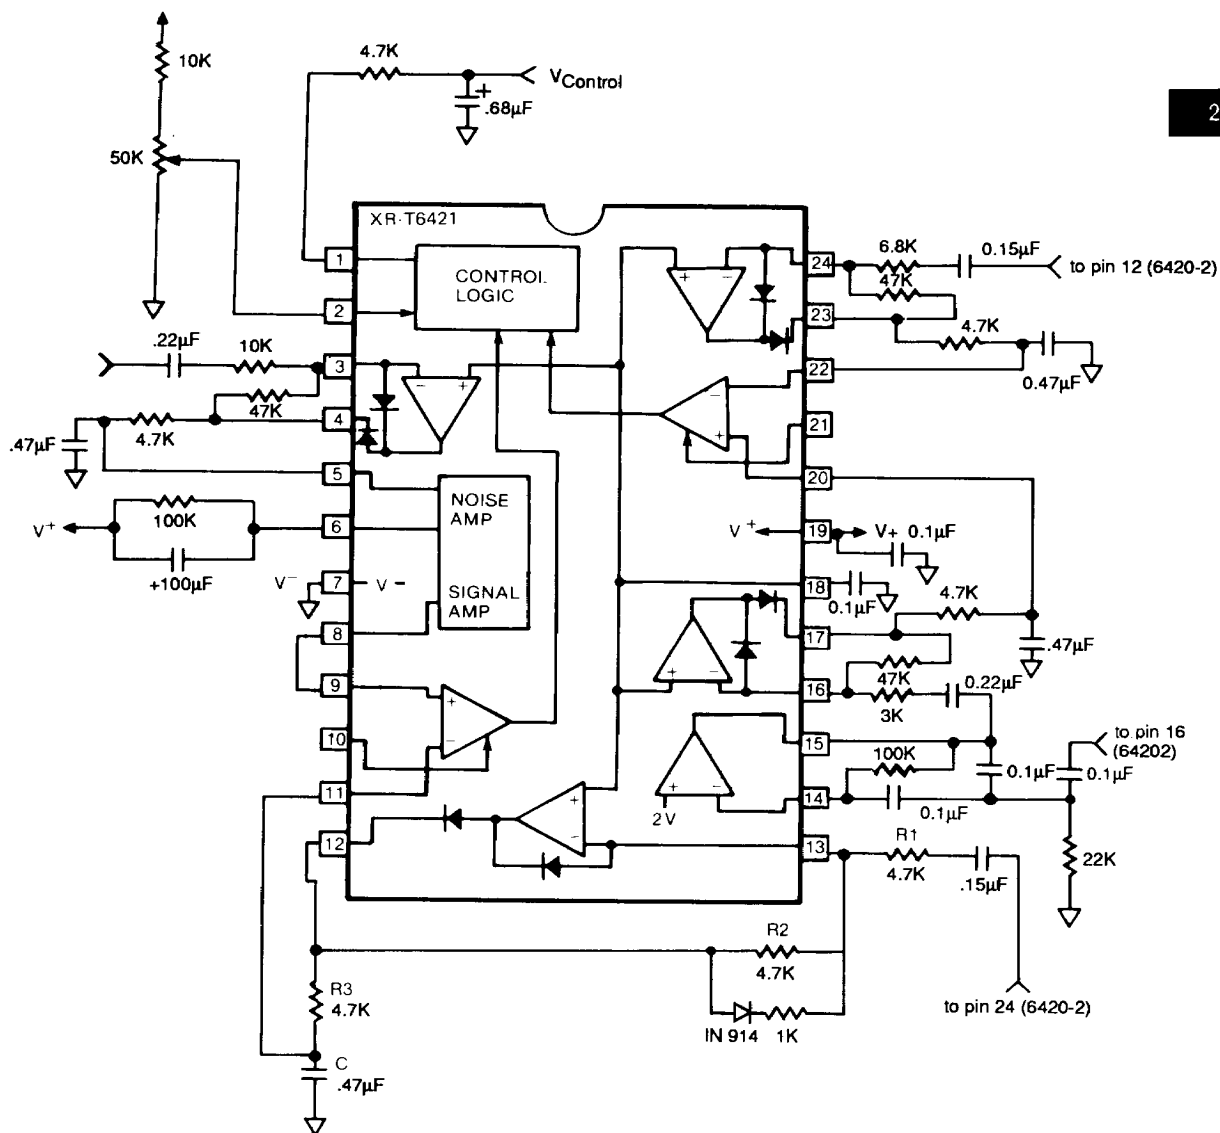 2
10K
50K
4.7K
+
.68µF
VControl
XR-T6421
1
CONTROL
LOGIC
2
.22µF
10K
3
47K
4
4.7K
.47µF
5
NOISE
AMP
V+
100K
+100µF
6
V−
7
V −
SIGNAL
AMP
8
9
+
−
10
11
12
− +
+ −
24
6.8K
0.15µF
to pin 12 (6420-2)
47K
23
4.7K
0.47µF
22
−
+
21
20
V+
19
V+
0.1µF
18
0.1µF
4.7K
.47µF
17
+ −
47K
16
3K
0.22µF
15
100K
0.1µF
to pin 16
(64202)
0.1µF
14
0.1µF
2V
+
−
13
R1
4.7K
.15µF
22K
R2
4.7K
IN 914
1K
to pin 24 (6420-2)
R3
4.7K
C
.47µF